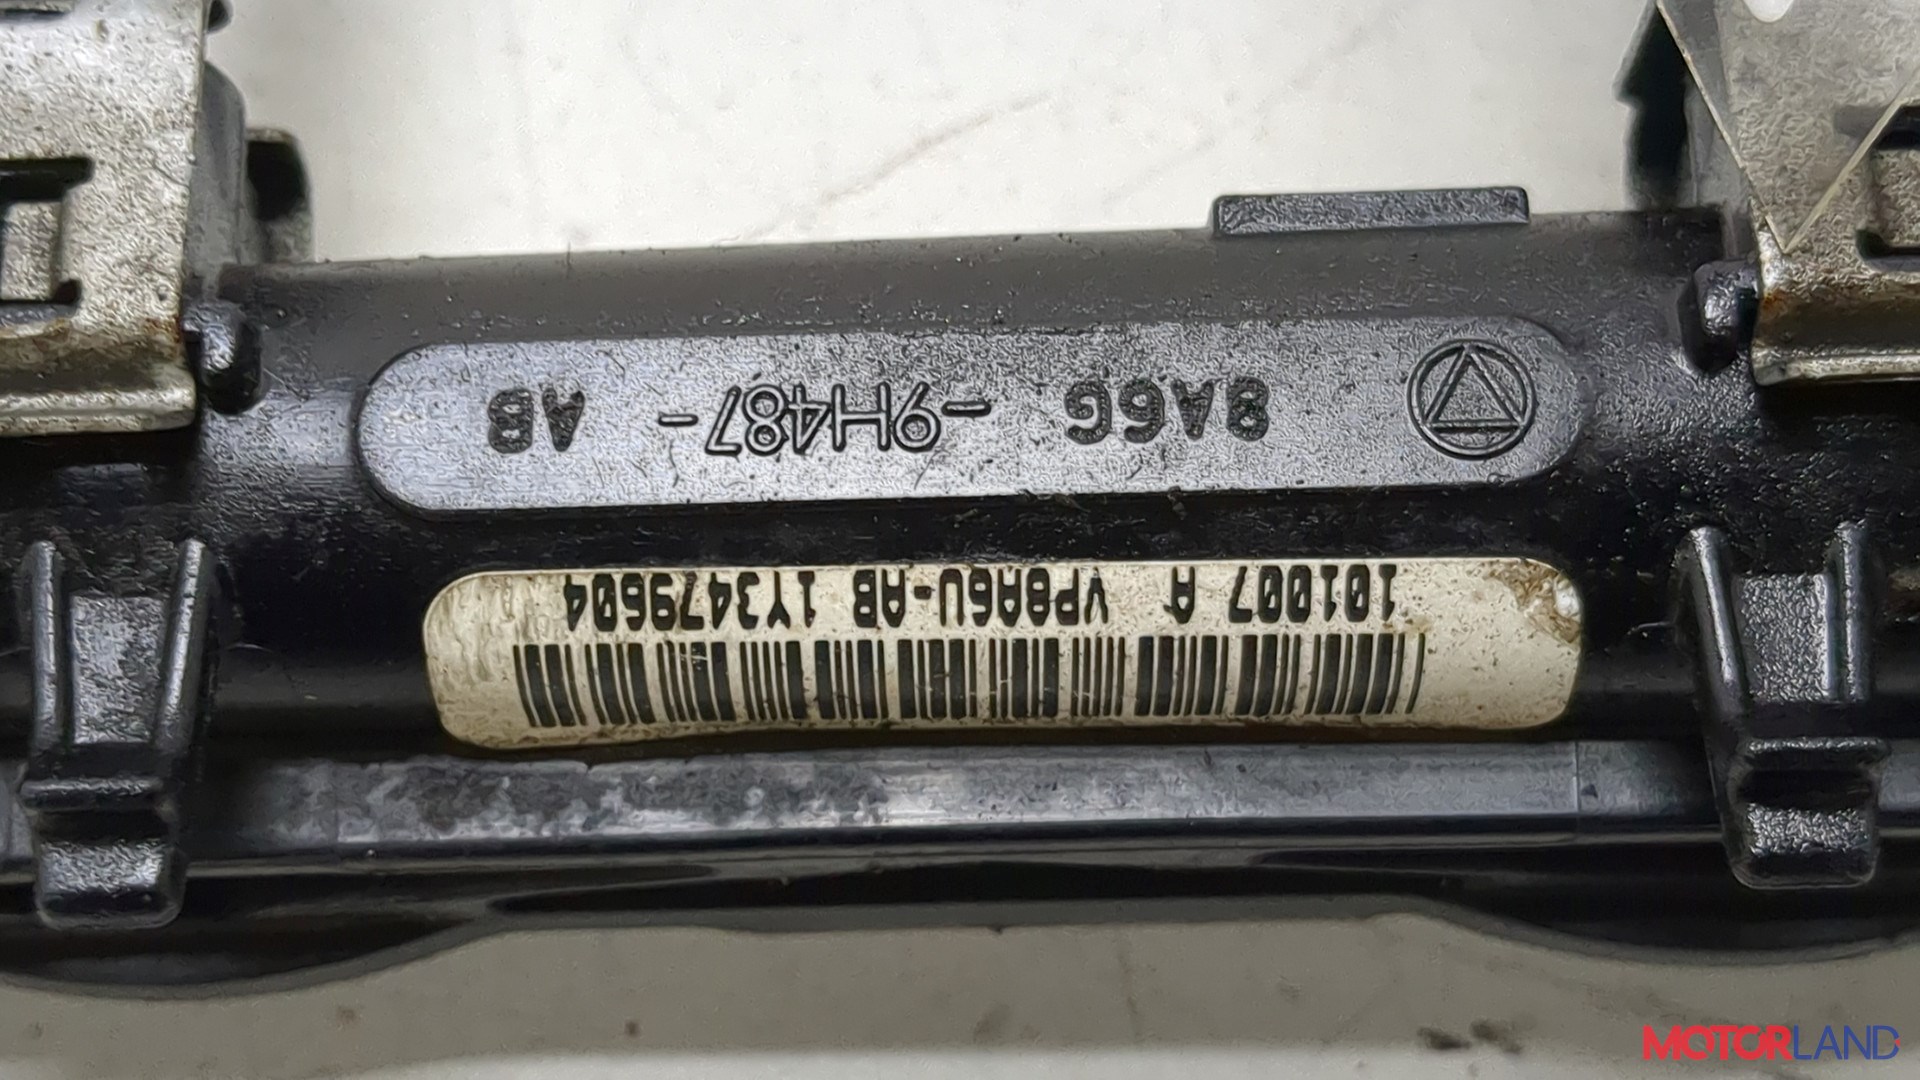 8A6G -9H487- AB
101007 A VP8A6U-AB 1Y3479604
MOTORLAND